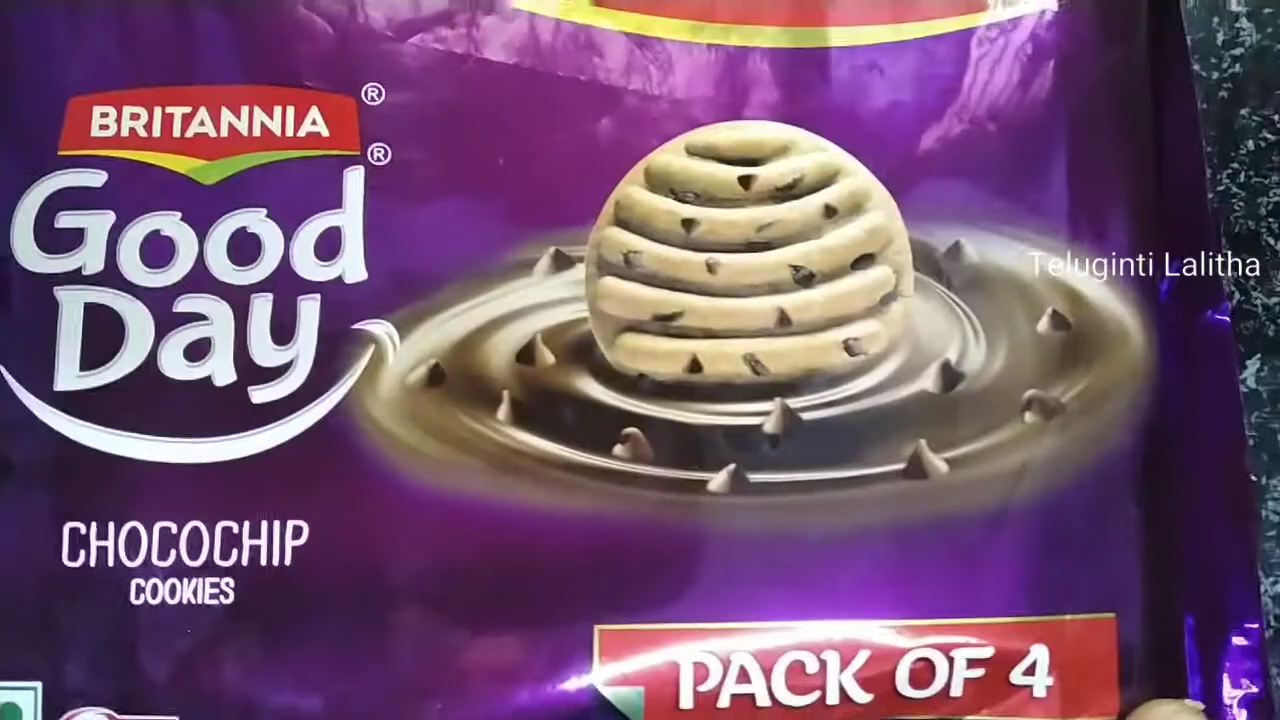 BRITANNIA ®
®
Good
Day
Teluginti Lalitha
CHOCOCHIP
COOKIES
PACK OF 4